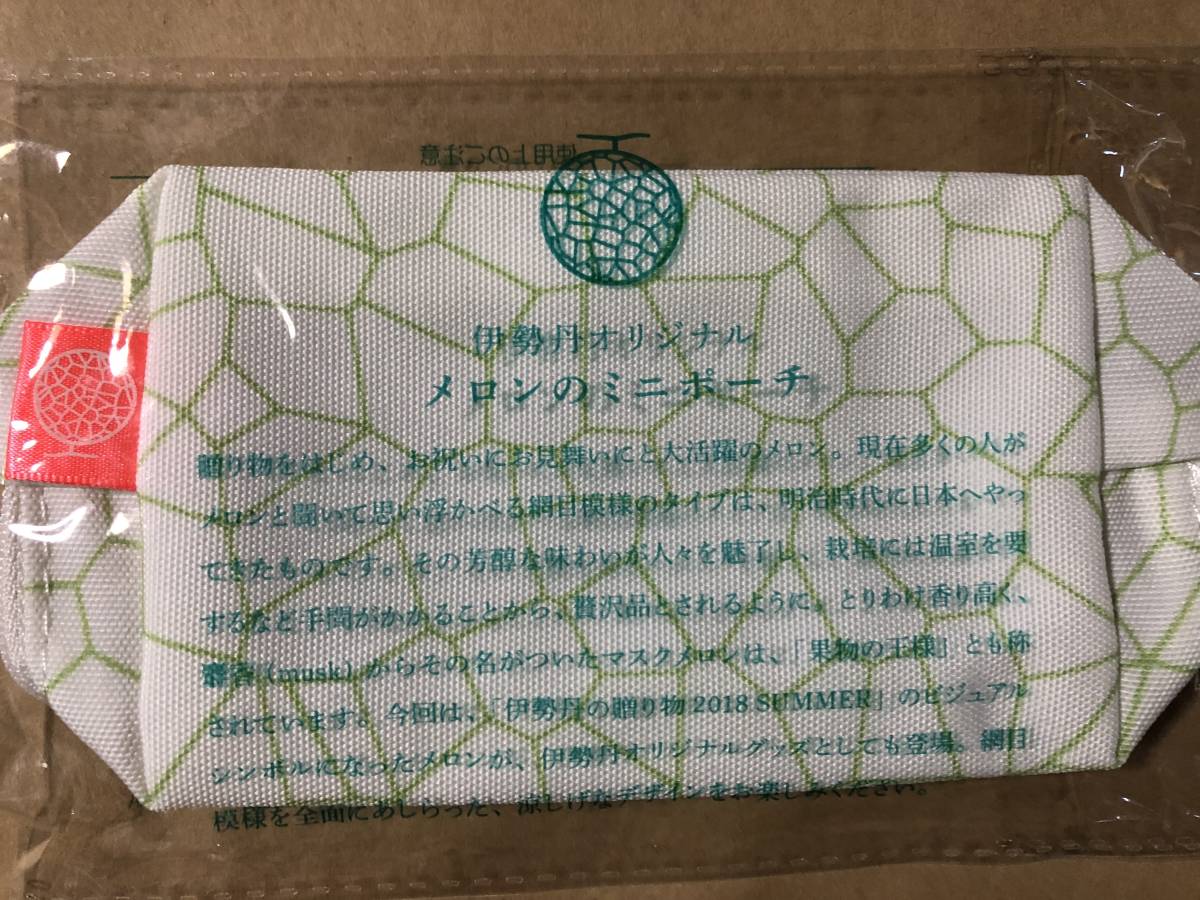 使用上のご注意
伊勢丹オリジナル
メロンのミニポーチ
贈り物をはじめ、お祝いにお見舞いにと大活躍のメロン。現在多くの人が
メロンと聞いて思い浮かべる網目模様のタイプは、明治時代に日本へやっ
てきたものです。その芳醇な味わいが人々を魅了し、栽培には温室を要
するなど手間がかかることから、贅沢品とされるように。とりわけ香り高く、
麝香（musk）からその名がついたマスクメロンは、「果物の王様」とも称
されています。今回は、「伊勢丹の贈り物 2018 SUMMER」のビジュアル
シンボルになったメロンが、伊勢丹オリジナルグッズとしても登場。網目
模様を全面にあしらった、涼しげなデザインをお楽しみください。